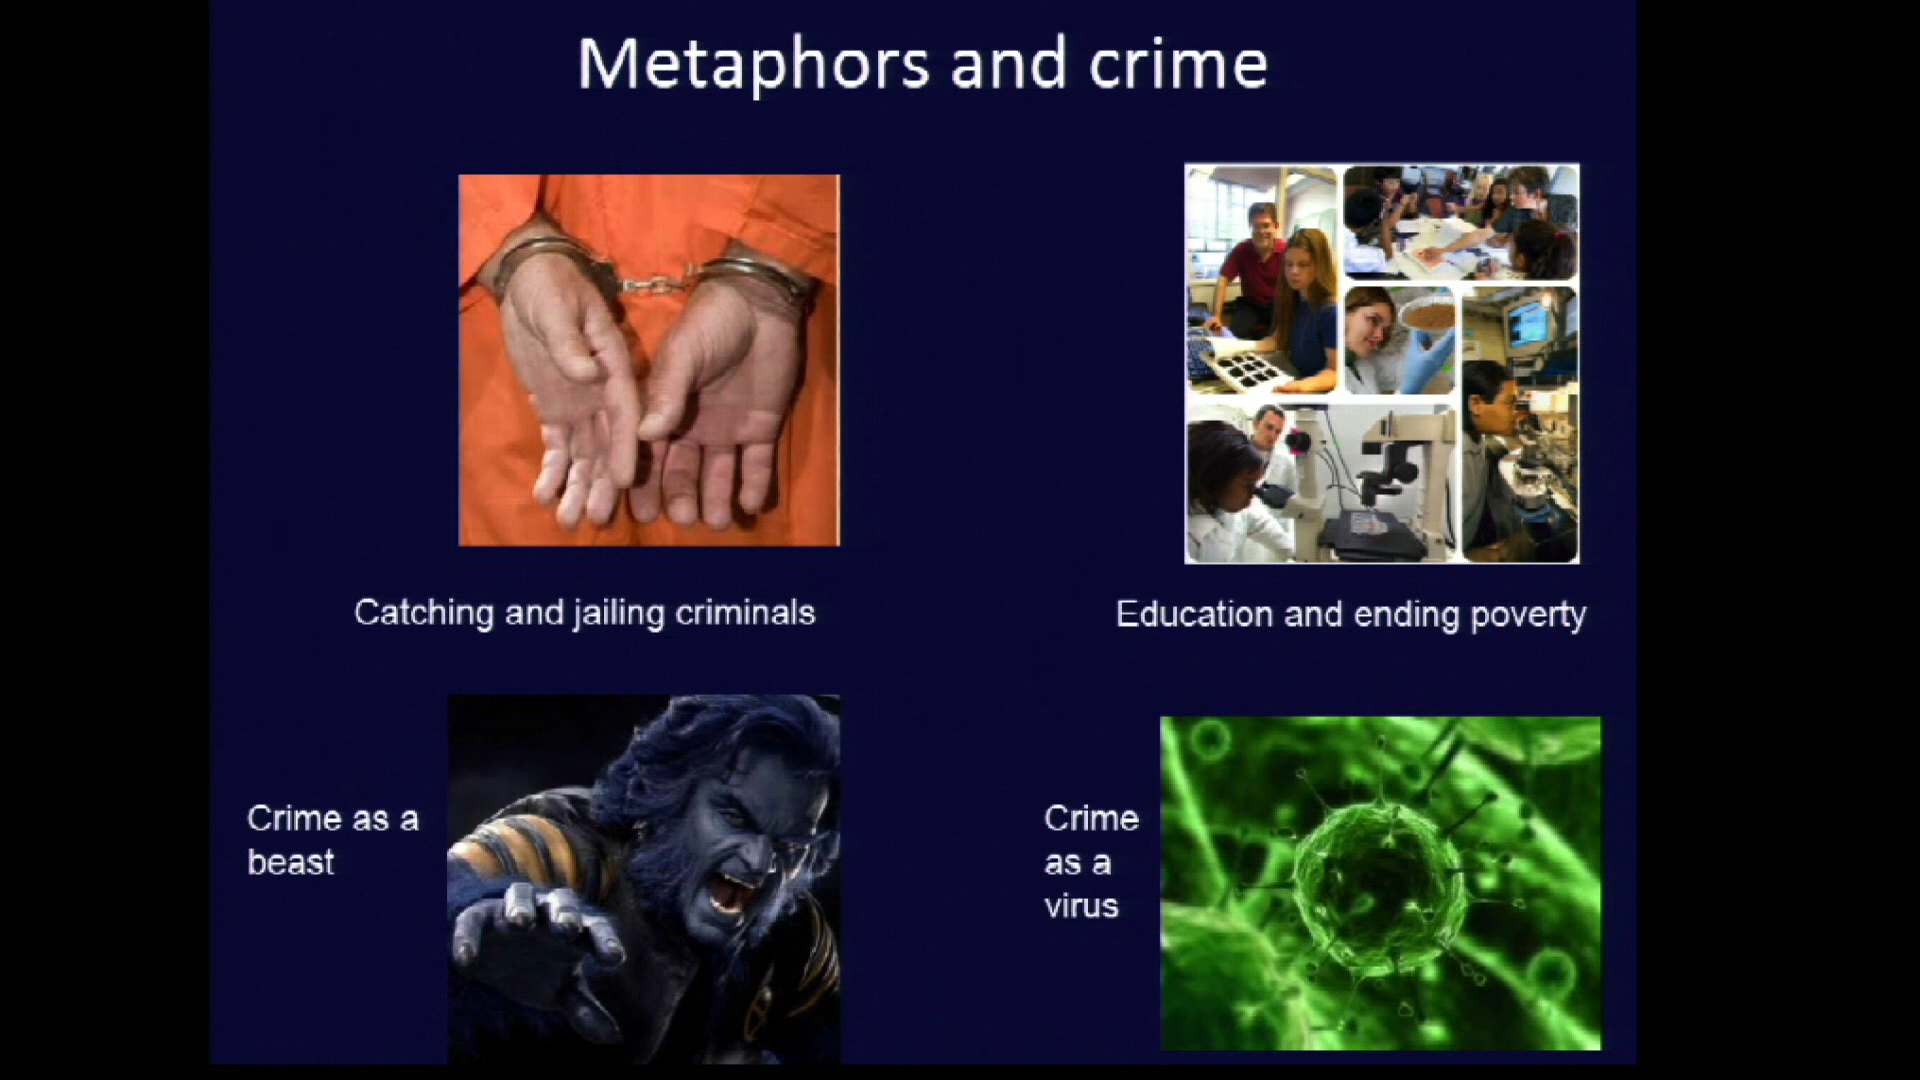 Metaphors and crime
Catching and jailing criminals
Education and ending poverty
Crime as a
beast
Crime
as a
virus